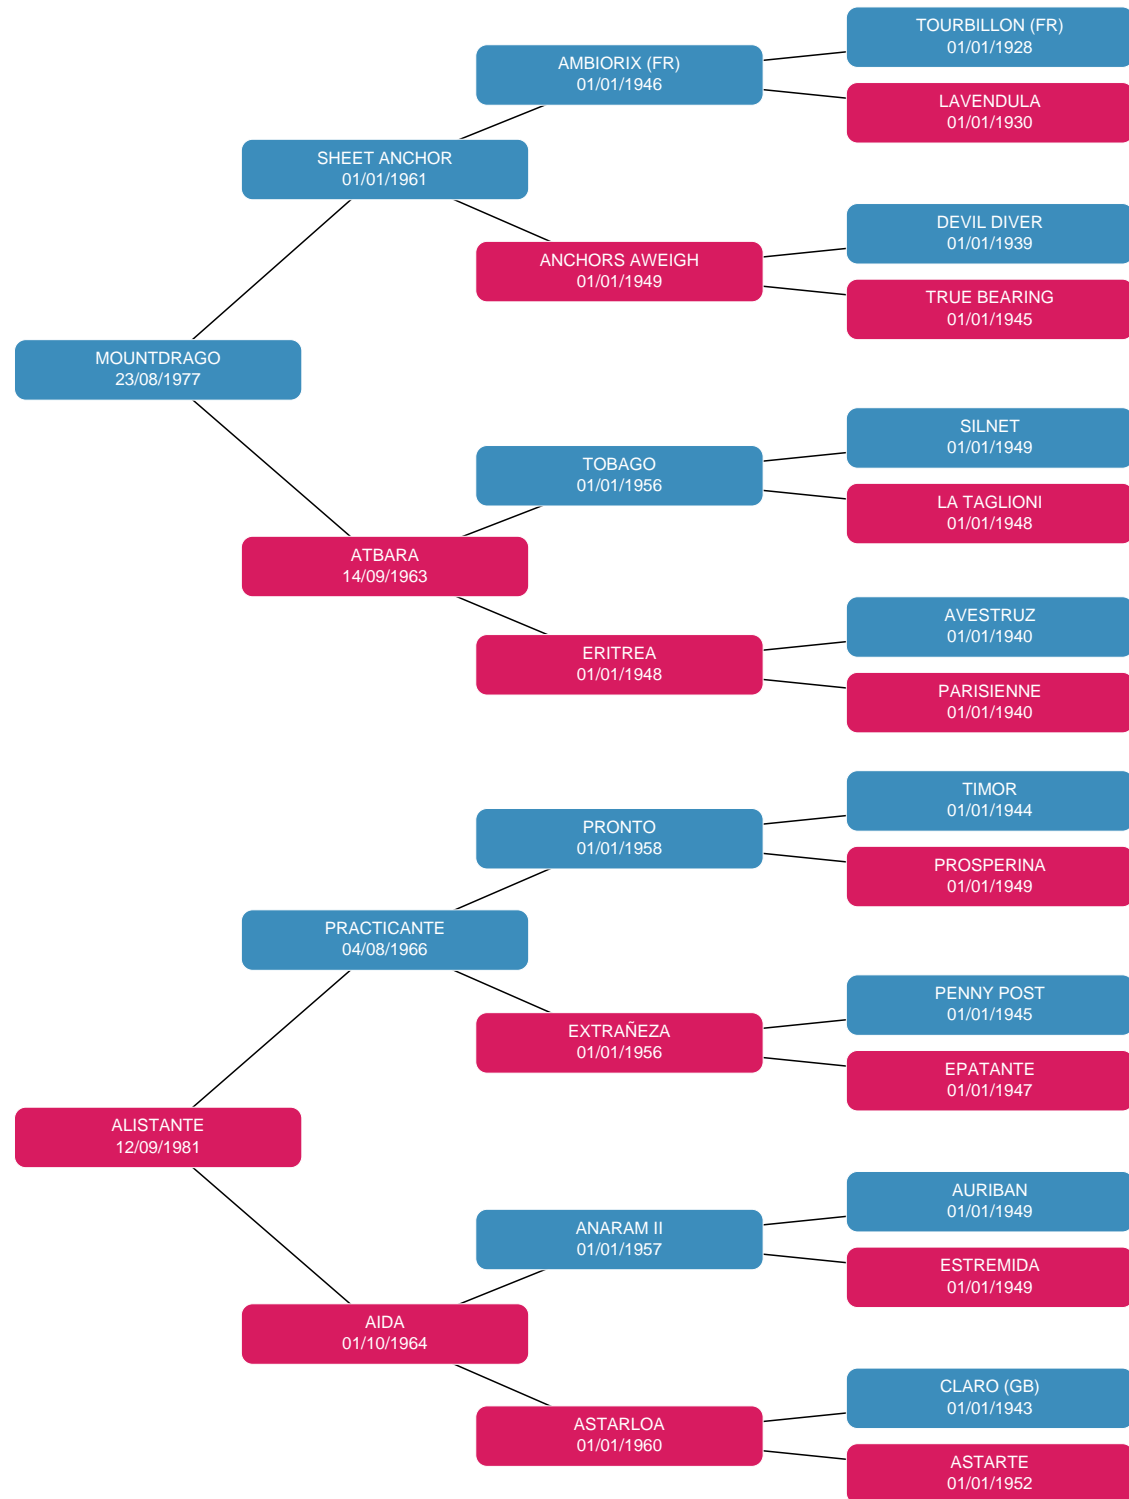 TOURBILLON (FR)
01/01/1928
AMBIORIX (FR)
01/01/1946
LAVENDULA
01/01/1930
SHEET ANCHOR
01/01/1961
DEVIL DIVER
01/01/1939
ANCHORS AWEIGH
01/01/1949
TRUE BEARING
01/01/1945
MOUNTDRAGO
23/08/1977
SILNET
01/01/1949
TOBAGO
01/01/1956
LA TAGLIONI
01/01/1948
ATBARA
14/09/1963
AVESTRUZ
01/01/1940
ERITREA
01/01/1948
PARISIENNE
01/01/1940
TIMOR
01/01/1944
PRONTO
01/01/1958
PROSPERINA
01/01/1949
PRACTICANTE
04/08/1966
PENNY POST
01/01/1945
EXTRAÑEZA
01/01/1956
EPATANTE
01/01/1947
ALISTANTE
12/09/1981
AURIBAN
01/01/1949
ANARAM II
01/01/1957
ESTREMIDA
01/01/1949
AIDA
01/10/1964
CLARO (GB)
01/01/1943
ASTARLOA
01/01/1960
ASTARTE
01/01/1952